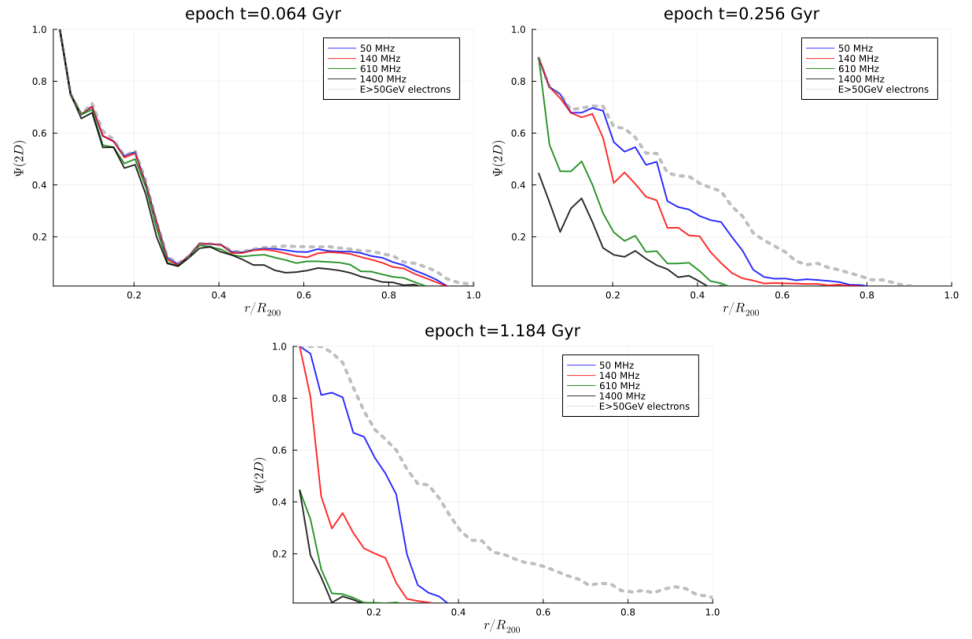 epoch t=0.064 Gyr
1.0
0.8
0.6
0.4
0.2
Ψ(2D)
50 MHz
140 MHz
610 MHz
1400 MHz
E>50GeV electrons
0.2 0.4 0.6 0.8 1.0
r/R200
epoch t=0.256 Gyr
1.0
0.8
0.6
0.4
0.2
Ψ(2D)
50 MHz
140 MHz
610 MHz
1400 MHz
E>50GeV electrons
0.2 0.4 0.6 0.8 1.0
r/R200
epoch t=1.184 Gyr
1.0
0.8
0.6
0.4
0.2
Ψ(2D)
50 MHz
140 MHz
610 MHz
1400 MHz
E>50GeV electrons
0.2 0.4 0.6 0.8 1.0
r/R200